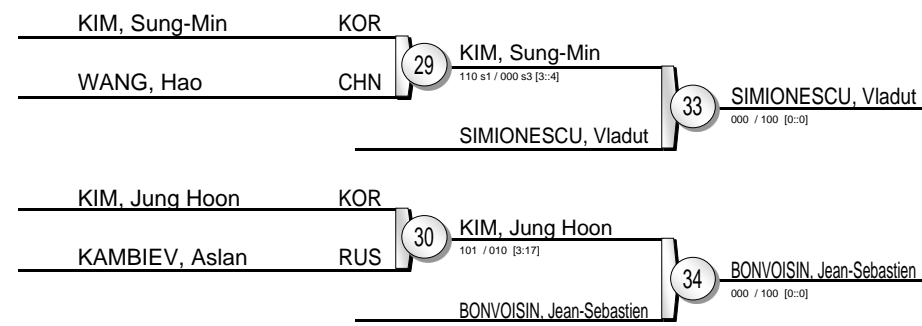 KIM, Sung-Min KOR
29
KIM, Sung-Min
110 s1 / 000 s3 [3::4]
WANG, Hao CHN
33
SIMIONESCU, Vladut
000 / 100 [0::0]
SIMIONESCU, Vladut
KIM, Jung Hoon KOR
30
KIM, Jung Hoon
101 / 010 [3:17]
KAMBIEV, Aslan RUS
34
BONVOISIN, Jean-Sebastien
000 / 100 [0::0]
BONVOISIN, Jean-Sebastien